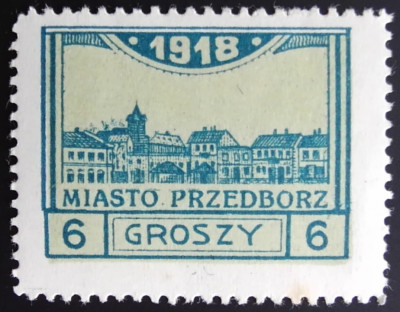 · 1918 ·
MIASTO PRZEDBORZ
6 GROSZY 6